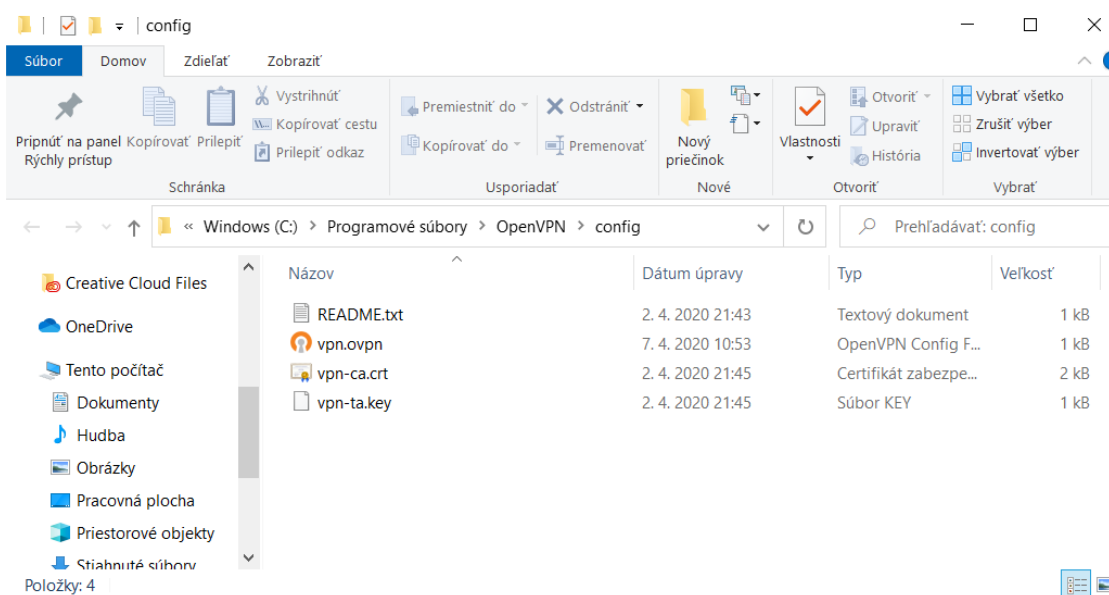 config
Súbor Domov Zdieľať Zobraziť
Pripnúť na panel
Rýchly prístup
Kopírovať
Prilepiť
Vystrihnúť
Kopírovať cestu
Prilepiť odkaz
Schránka
Premiestniť do
Kopírovať do
Odstrániť
Premenovať
Usporiadať
Nový
priečinok
Nové
Vlastnosti
Otvoriť
Upraviť
História
Otvoriť
Vybrať všetko
Zrušiť výber
Invertovať výber
Vybrať
« Windows (C:) > Programové súbory > OpenVPN > config
Prehľadávať: config
Creative Cloud Files
OneDrive
Tento počítač
Dokumenty
Hudba
Obrázky
Pracovná plocha
Priestorové objekty
Stiahnuté súbory
Názov Dátum úpravy Typ Veľkosť
README.txt 2. 4. 2020 21:43 Textový dokument 1 kB
vpn.ovpn 7. 4. 2020 10:53 OpenVPN Config F... 1 kB
vpn-ca.crt 2. 4. 2020 21:45 Certifikát zabezpe... 2 kB
vpn-ta.key 2. 4. 2020 21:45 Súbor KEY 1 kB
Položky: 4